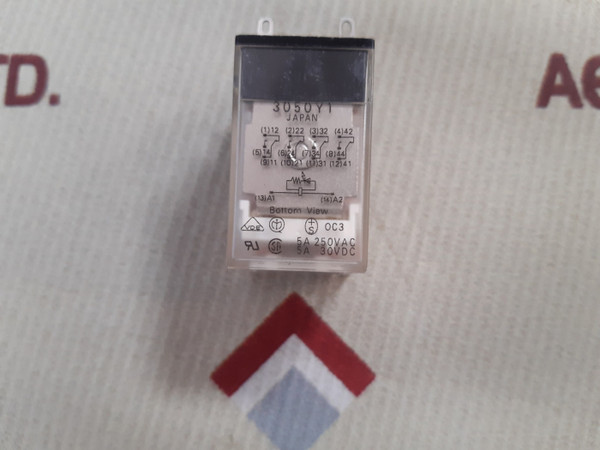 TD.
3050Y1
JAPAN
(1)12 (2)22 (3)32 (4)42
(5)14 (6)24 (7)34 (8)44
(9)11 (10)21 (11)31 (12)41
(13)A1 (14)A2
Bottom View
VDE S OC3
5A 250VAC
5A 30VDC